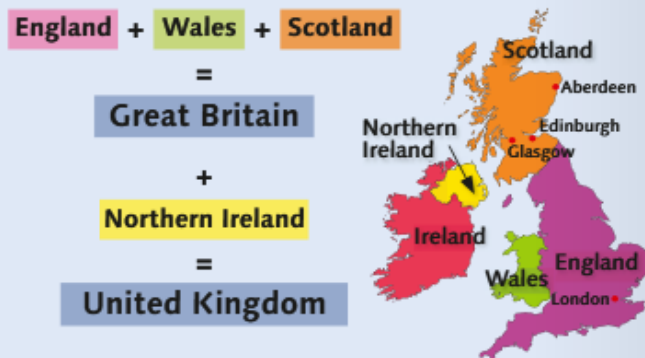 England + Wales + Scotland
=
Great Britain
+
Northern Ireland
=
United Kingdom
Scotland
Aberdeen
Edinburgh
Glasgow
Northern
Ireland
Ireland
Wales
England
London